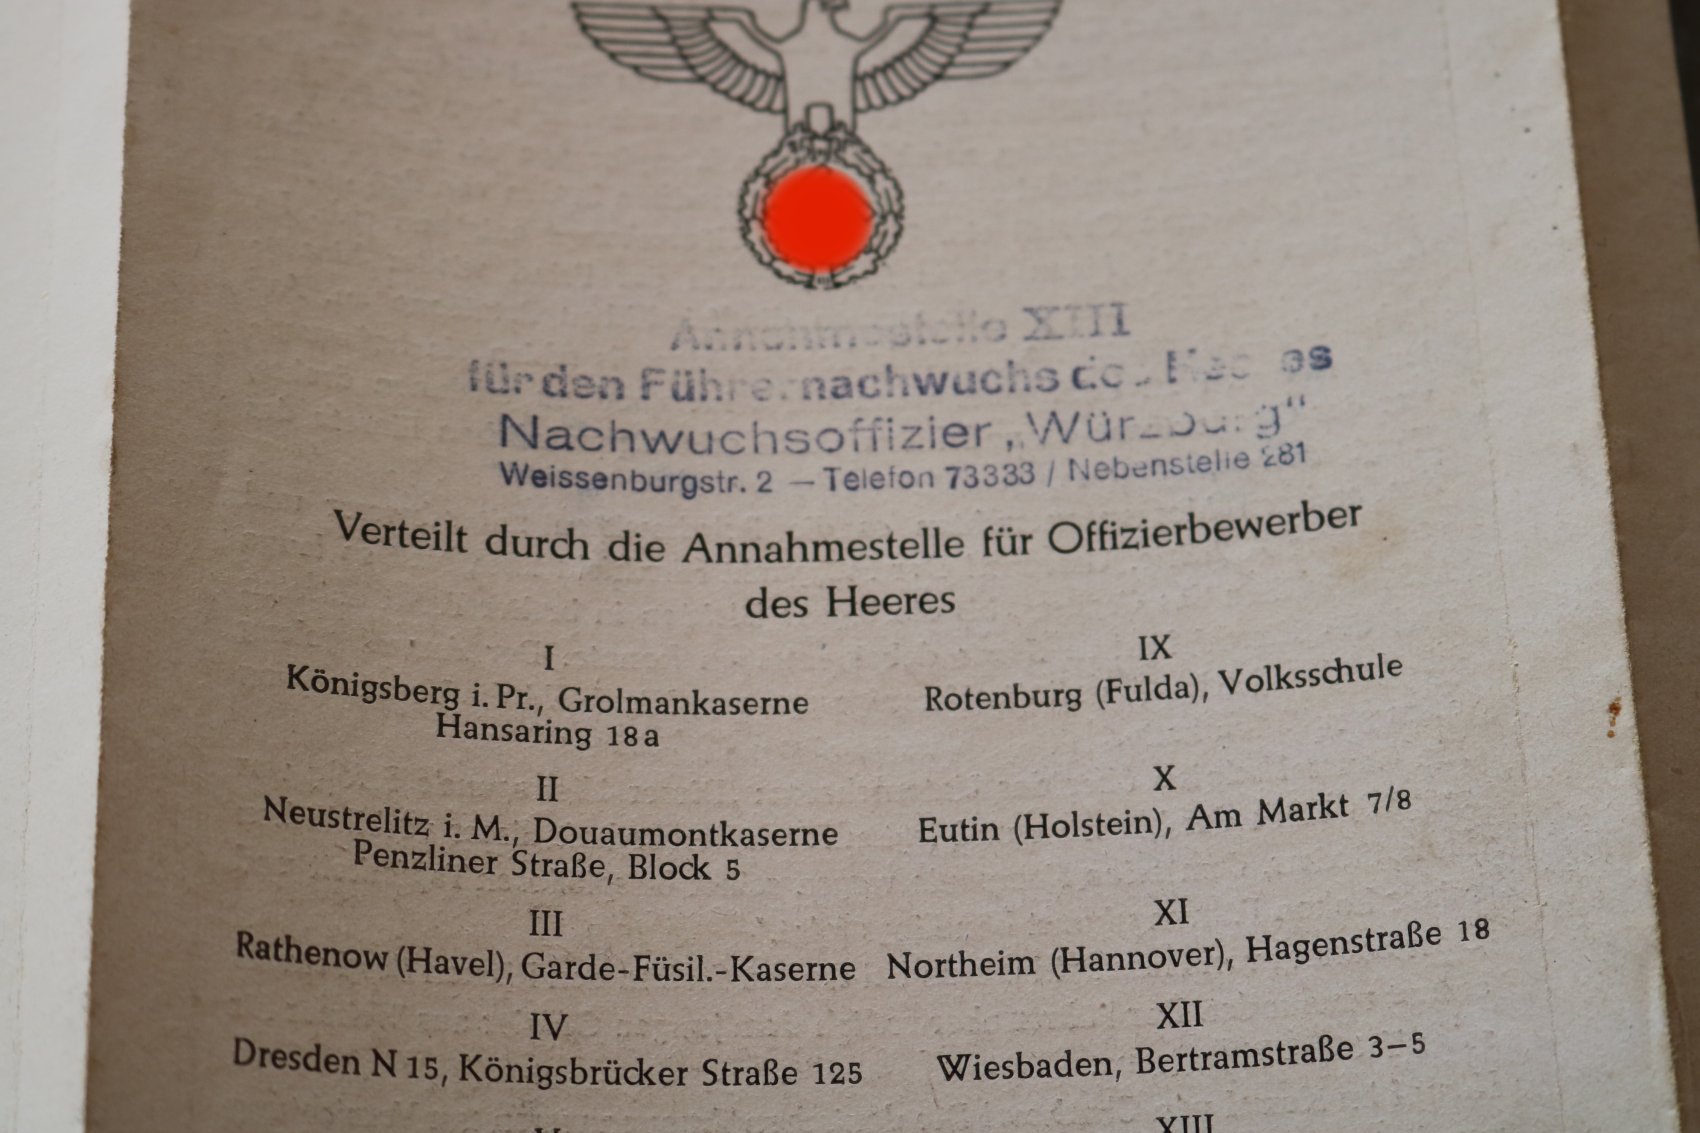 Annahmestelle XIII
für den Führernachwuchs des Heeres
Nachwuchsoffizier „Würzburg“
Weissenburgstr. 2 — Telefon 73333 / Nebenstelle 281
Verteilt durch die Annahmestelle für Offizierbewerber
des Heeres
I
Königsberg i. Pr., Grolmankaserne
Hansaring 18a
II
Neustrelitz i. M., Douaumontkaserne
Penzliner Straße, Block 5
III
Rathenow (Havel), Garde-Füsil.-Kaserne
IV
Dresden N 15, Königsbrücker Straße 125
IX
Rotenburg (Fulda), Volksschule
X
Eutin (Holstein), Am Markt 7/8
XI
Northeim (Hannover), Hagenstraße 18
XII
Wiesbaden, Bertramstraße 3–5
XIII